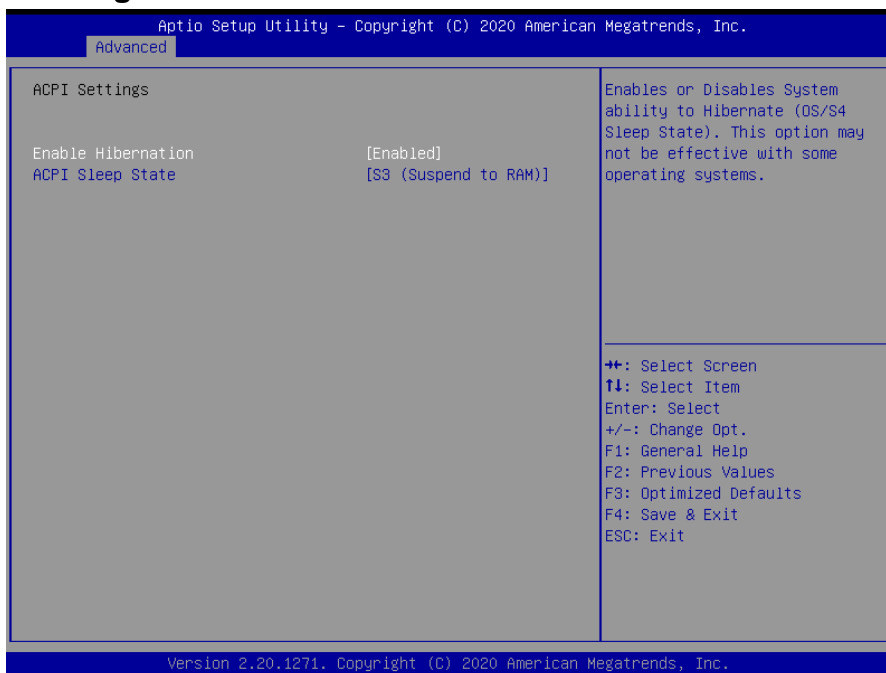 Aptio Setup Utility – Copyright (C) 2020 American Megatrends, Inc.
Advanced
ACPI Settings
Enable Hibernation [Enabled]
ACPI Sleep State [S3 (Suspend to RAM)]
Enables or Disables System
ability to Hibernate (OS/S4
Sleep State). This option may
not be effective with some
operating systems.
→←: Select Screen
↑↓: Select Item
Enter: Select
+/-: Change Opt.
F1: General Help
F2: Previous Values
F3: Optimized Defaults
F4: Save & Exit
ESC: Exit
Version 2.20.1271. Copyright (C) 2020 American Megatrends, Inc.